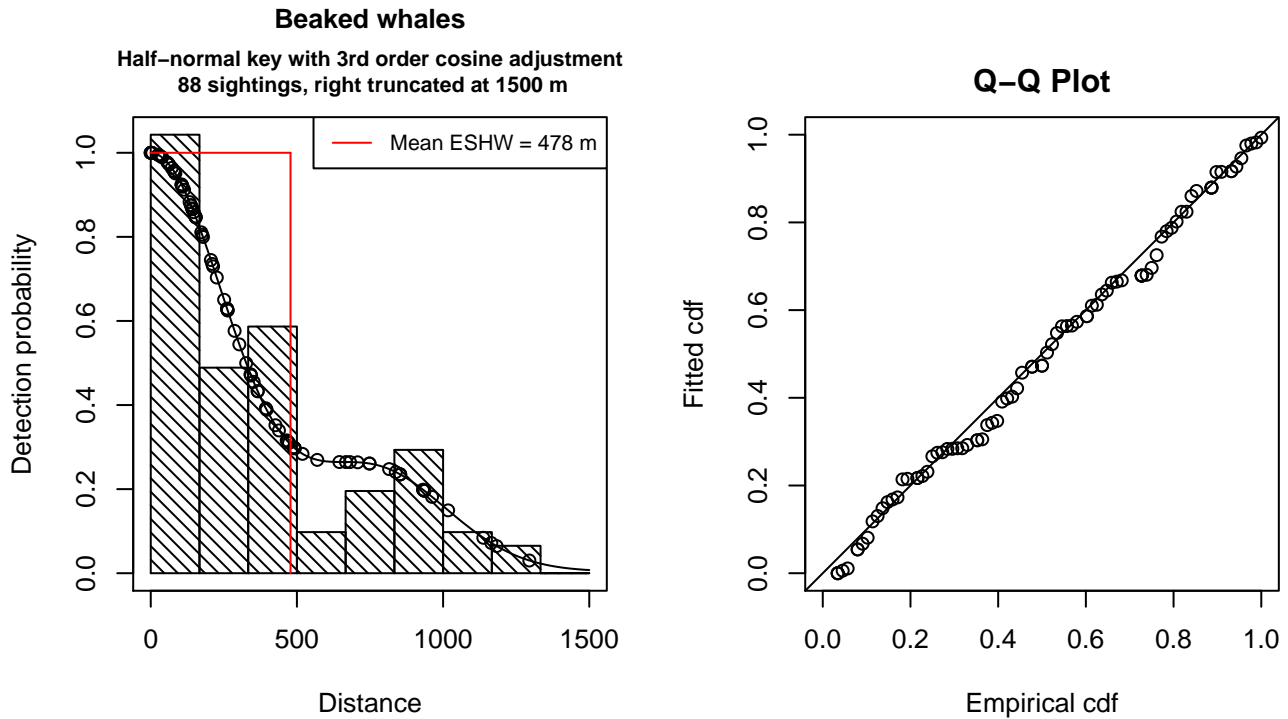 Beaked whales
Half−normal key with 3rd order cosine adjustment
88 sightings, right truncated at 1500 m
Mean ESHW = 478 m
Detection probability
1.0
0.8
0.6
0.4
0.2
0.0
0 500 1000 1500
Distance
Q−Q Plot
Fitted cdf
1.0
0.8
0.6
0.4
0.2
0.0
0.0 0.2 0.4 0.6 0.8 1.0
Empirical cdf